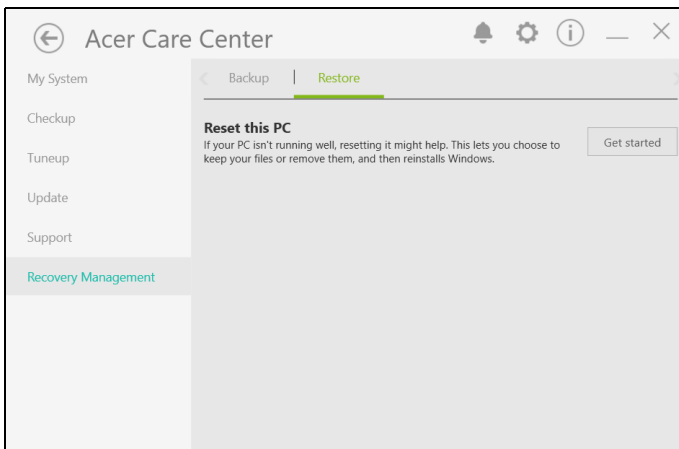 Acer Care Center
My System
Checkup
Tuneup
Update
Support
Recovery Management
Backup | Restore
Reset this PC
If your PC isn't running well, resetting it might help. This lets you choose to
keep your files or remove them, and then reinstalls Windows.
Get started